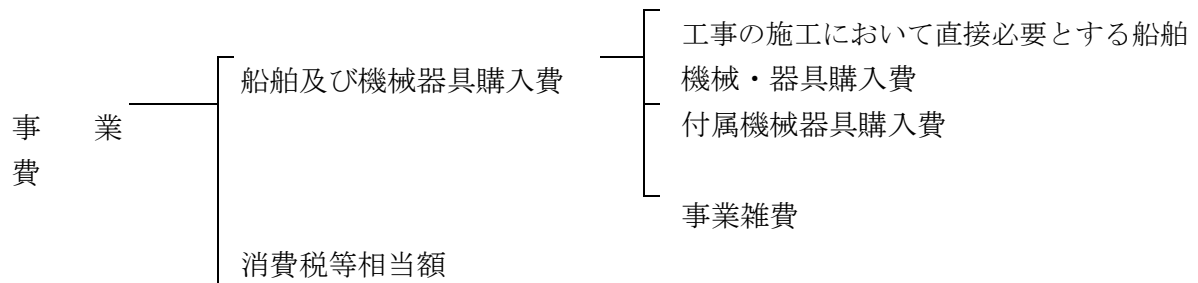 工事の施工において直接必要とする船舶
船舶及び機械器具購入費
機械・器具購入費
事　　業
付属機械器具購入費
費
事業雑費
消費税等相当額